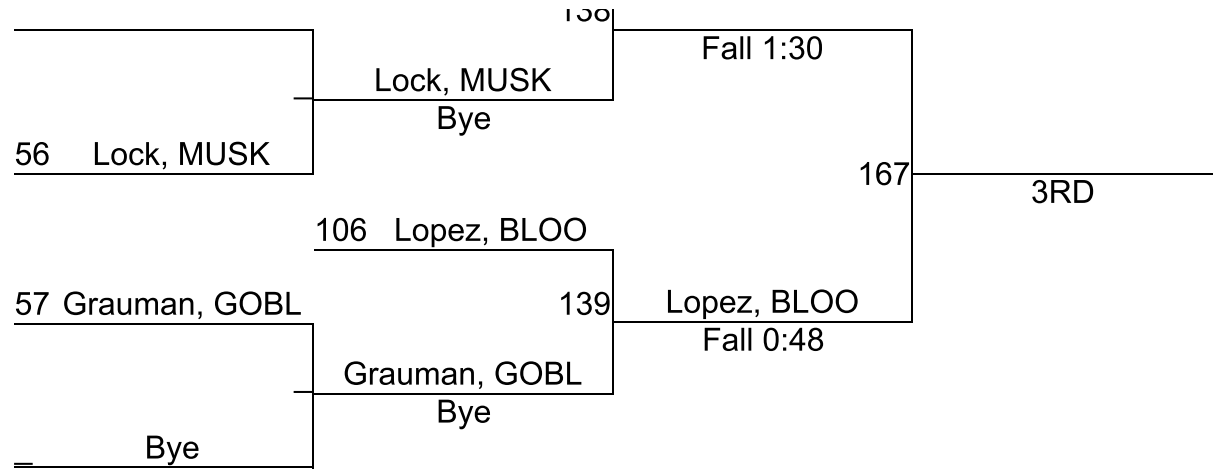 138
Fall 1:30
Lock, MUSK
Bye
56 Lock, MUSK
167
3RD
106 Lopez, BLOO
57 Grauman, GOBL
139
Lopez, BLOO
Fall 0:48
Grauman, GOBL
Bye
Bye